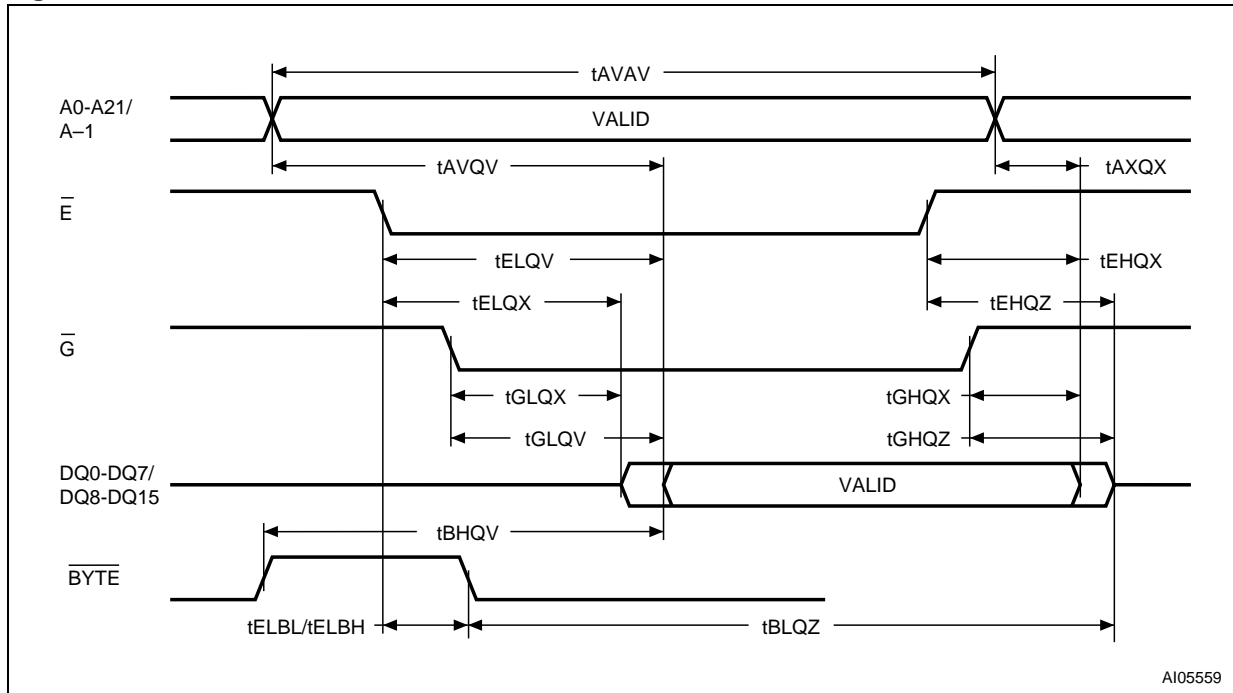 tAVAV
A0-A21/
A–1
VALID
tAVQV
tAXQX
E
tELQV
tEHQX
tELQX
tEHQZ
G
tGLQX
tGHQX
tGLQV
tGHQZ
DQ0-DQ7/
DQ8-DQ15
VALID
tBHQV
BYTE
tELBL/tELBH
tBLQZ
AI05559